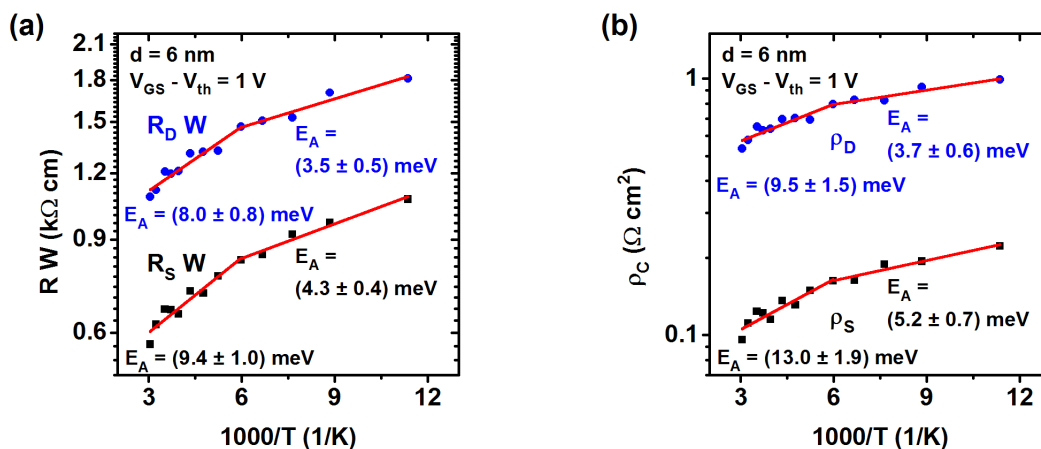 (a)
d = 6 nm
V_GS - V_th = 1 V
R_D W
E_A =
(3.5 ± 0.5) meV
E_A = (8.0 ± 0.8) meV
R_S W
E_A =
(4.3 ± 0.4) meV
E_A = (9.4 ± 1.0) meV
R W (kΩ cm)
2.1
1.8
1.5
1.2
0.9
0.6
3 6 9 12
1000/T (1/K)
(b)
d = 6 nm
V_GS - V_th = 1 V
E_A =
ρ_D
(3.7 ± 0.6) meV
E_A = (9.5 ± 1.5) meV
E_A =
ρ_S
(5.2 ± 0.7) meV
E_A = (13.0 ± 1.9) meV
ρ_C (Ω cm²)
1
0.1
3 6 9 12
1000/T (1/K)